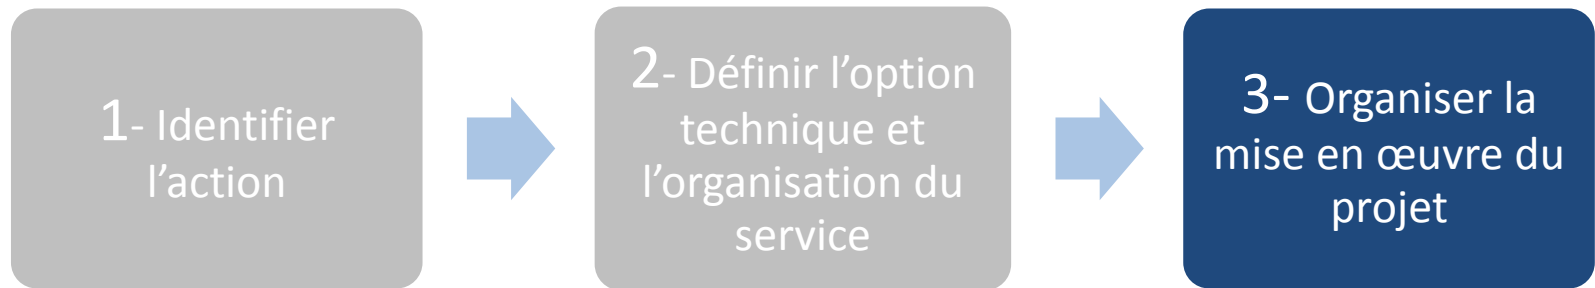 1- Identifier
l’action
2- Définir l’option
technique et
l’organisation du
service
3- Organiser la
mise en œuvre du
projet